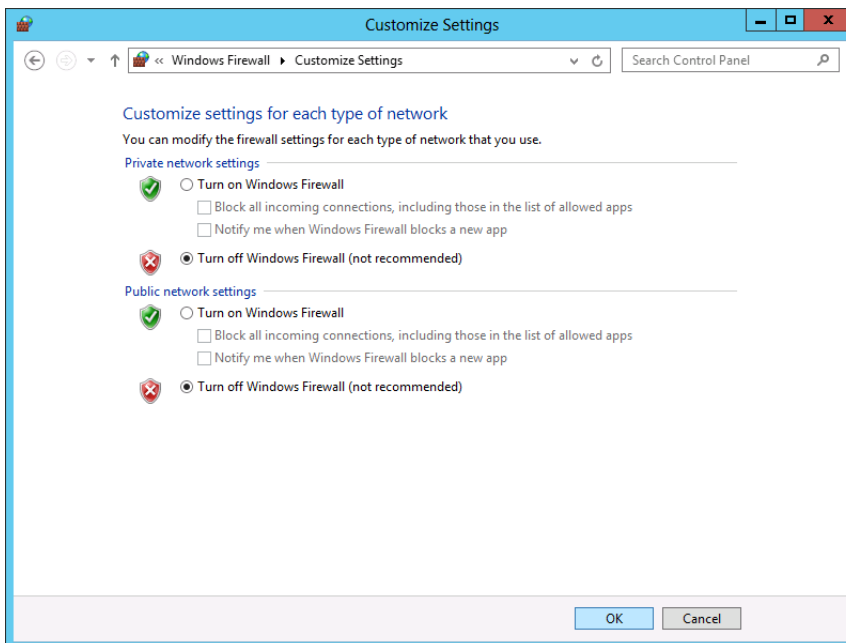 Customize Settings
« Windows Firewall ▸ Customize Settings
Search Control Panel
Customize settings for each type of network
You can modify the firewall settings for each type of network that you use.
Private network settings
Turn on Windows Firewall
Block all incoming connections, including those in the list of allowed apps
Notify me when Windows Firewall blocks a new app
Turn off Windows Firewall (not recommended)
Public network settings
Turn on Windows Firewall
Block all incoming connections, including those in the list of allowed apps
Notify me when Windows Firewall blocks a new app
Turn off Windows Firewall (not recommended)
OK Cancel